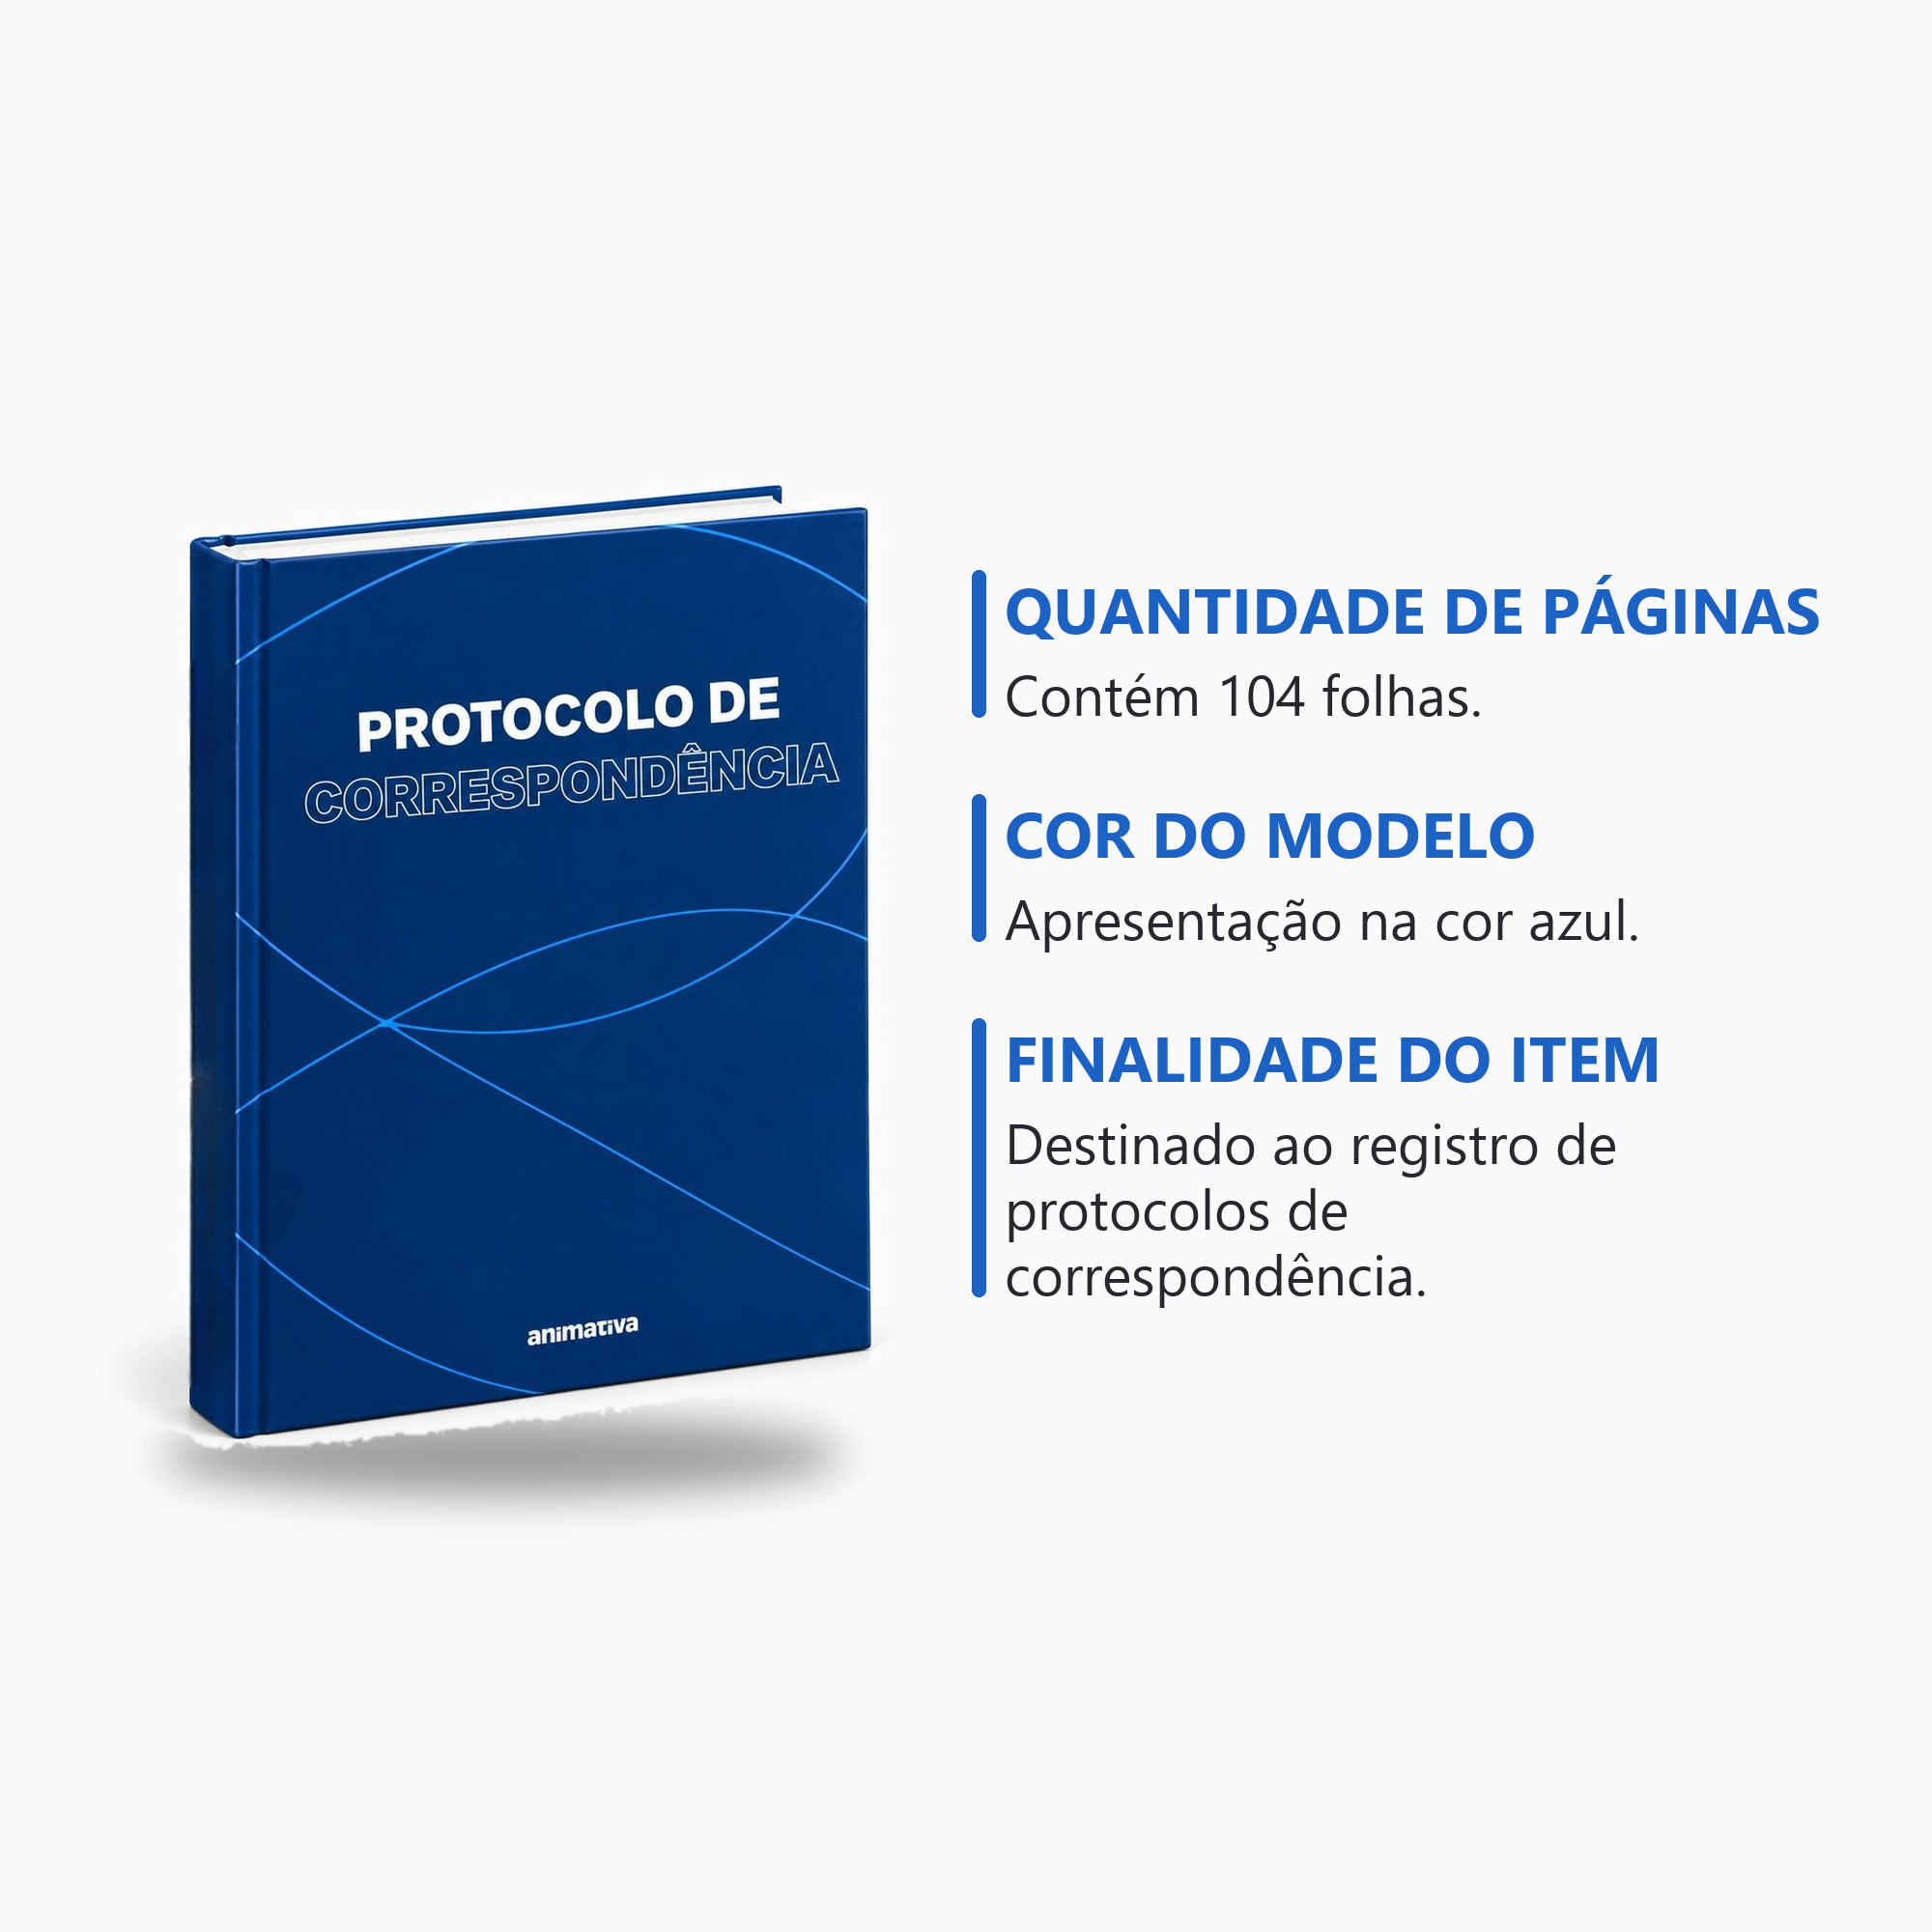 PROTOCOLO DE
CORRESPONDÊNCIA
animativa
QUANTIDADE DE PÁGINAS
Contém 104 folhas.
COR DO MODELO
Apresentação na cor azul.
FINALIDADE DO ITEM
Destinado ao registro de
protocolos de
correspondência.